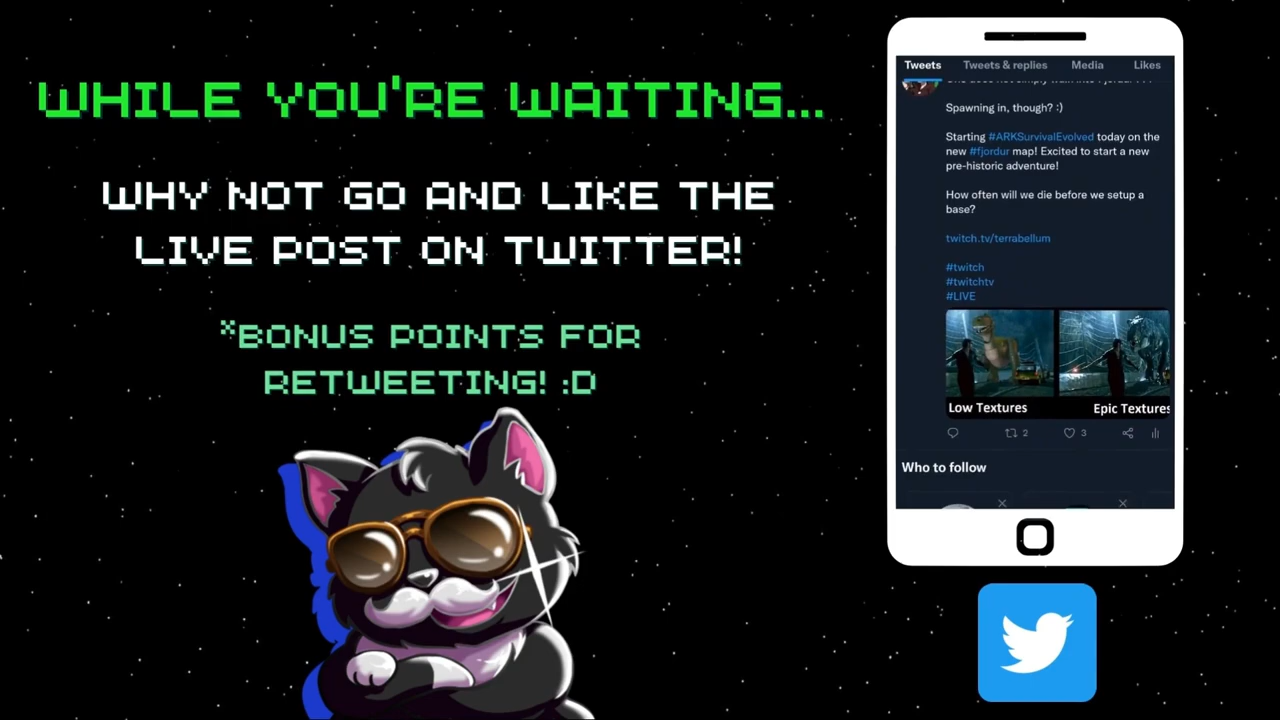 WHILE YOU'RE WAITING...
WHY NOT GO AND LIKE THE
LIVE POST ON TWITTER!
*BONUS POINTS FOR
RETWEETING! :D
Tweets Tweets & replies Media Likes
Spawning in, though? :)
Starting #ARKSurvivalEvolved today on the
new #fjordur map! Excited to start a new
pre-historic adventure!
How often will we die before we setup a
base?
twitch.tv/terrabellum
#twitch
#twitchtv
#LIVE
Low Textures Epic Textures
2 3
Who to follow